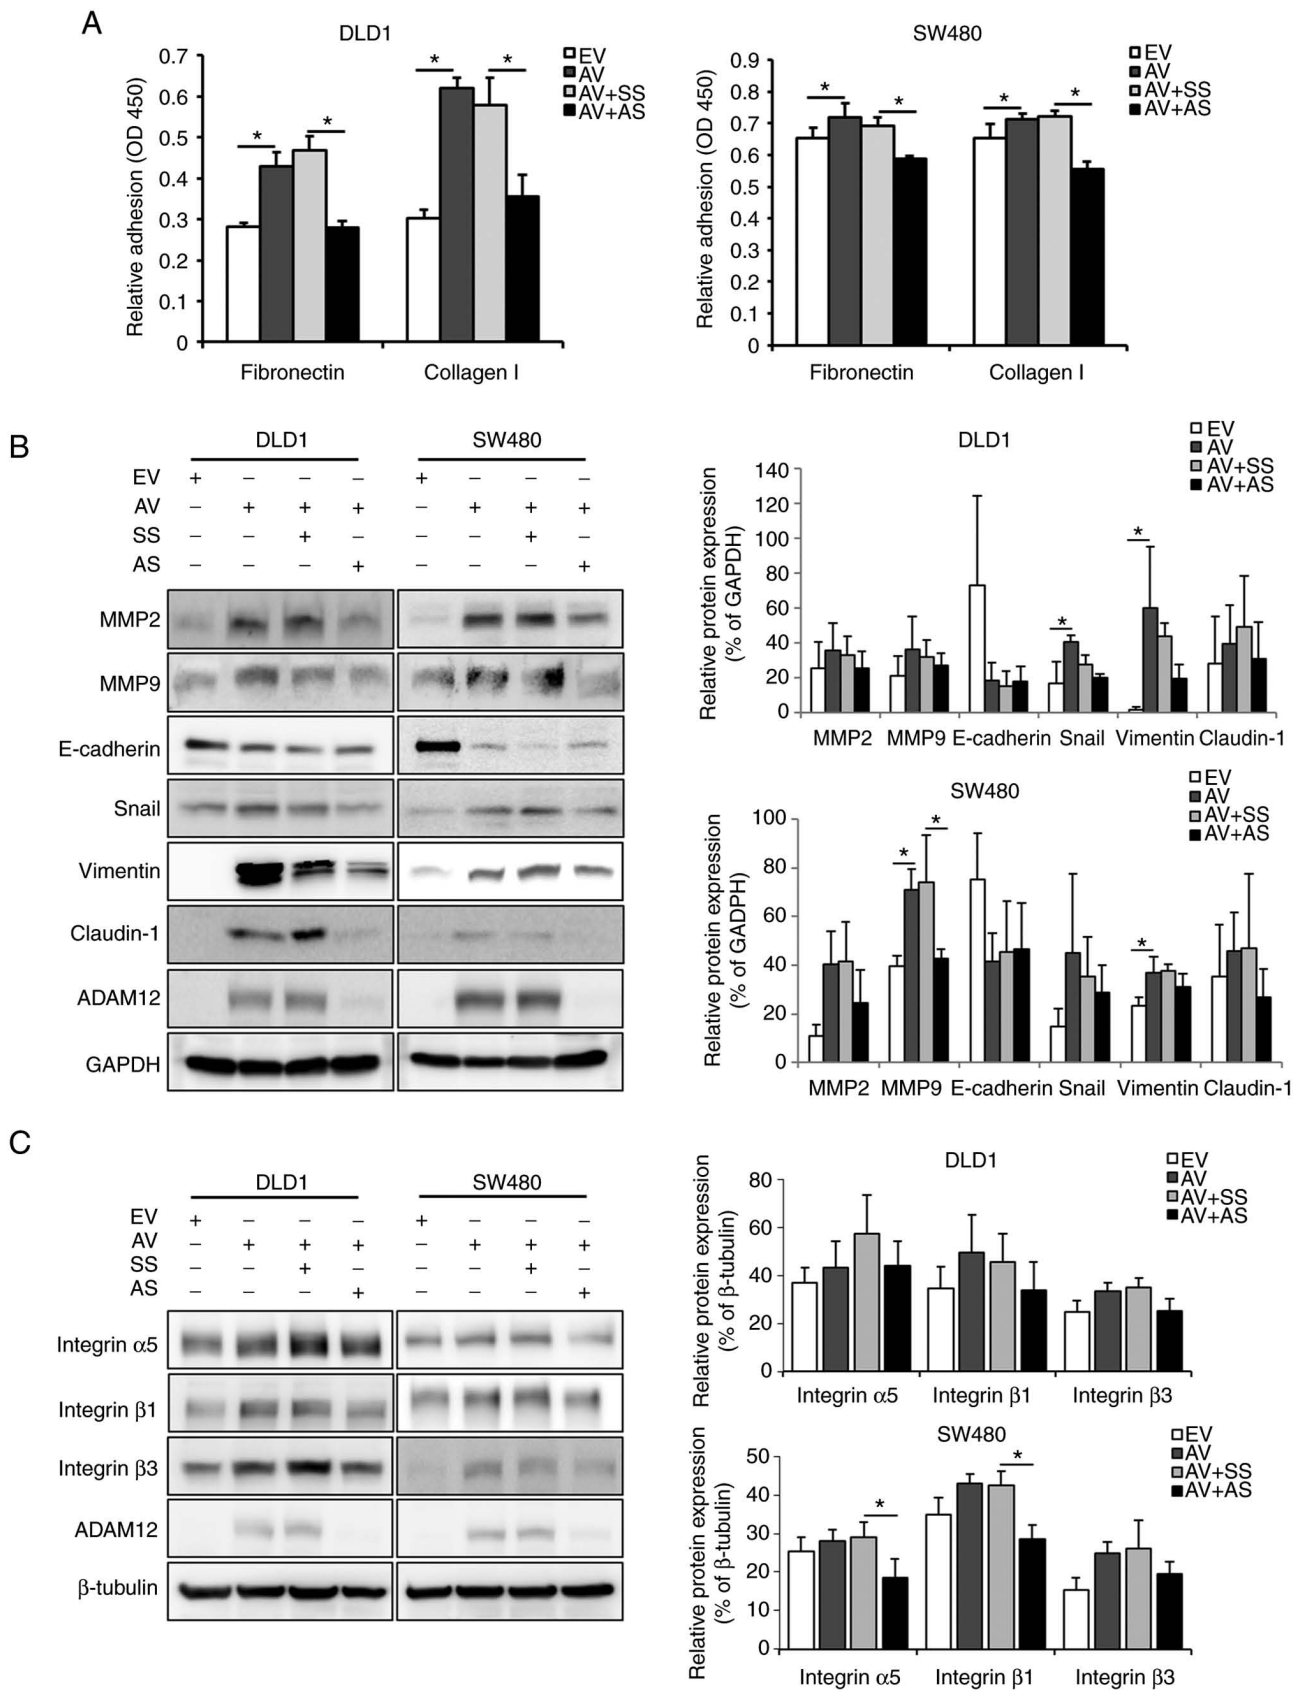 A
DLD1
Relative adhesion (OD 450)
0.7
0.6
0.5
0.4
0.3
0.2
0.1
0
* * * *
EV
AV
AV+SS
AV+AS
Fibronectin Collagen I
SW480
Relative adhesion (OD 450)
0.9
0.8
0.7
0.6
0.5
0.4
0.3
0.2
0.1
0
* * * *
EV
AV
AV+SS
AV+AS
Fibronectin Collagen I
B
DLD1 SW480
EV + – – – + – – –
AV – + + + – + + +
SS – – + – – – + –
AS – – – + – – – +
MMP2
MMP9
E-cadherin
Snail
Vimentin
Claudin-1
ADAM12
GAPDH
DLD1
Relative protein expression
(% of GAPDH)
140
120
100
80
60
40
20
0
* *
EV
AV
AV+SS
AV+AS
MMP2 MMP9 E-cadherin Snail Vimentin Claudin-1
SW480
Relative protein expression
(% of GADPH)
100
80
60
40
20
0
* * *
EV
AV
AV+SS
AV+AS
MMP2 MMP9 E-cadherin Snail Vimentin Claudin-1
C
DLD1 SW480
EV + – – – + – – –
AV – + + + – + + +
SS – – + – – – + –
AS – – – + – – – +
Integrin α5
Integrin β1
Integrin β3
ADAM12
β-tubulin
DLD1
Relative protein expression
(% of β-tubulin)
80
60
40
20
0
EV
AV
AV+SS
AV+AS
Integrin α5 Integrin β1 Integrin β3
SW480
Relative protein expression
(% of β-tubulin)
50
40
30
20
10
0
* *
EV
AV
AV+SS
AV+AS
Integrin α5 Integrin β1 Integrin β3